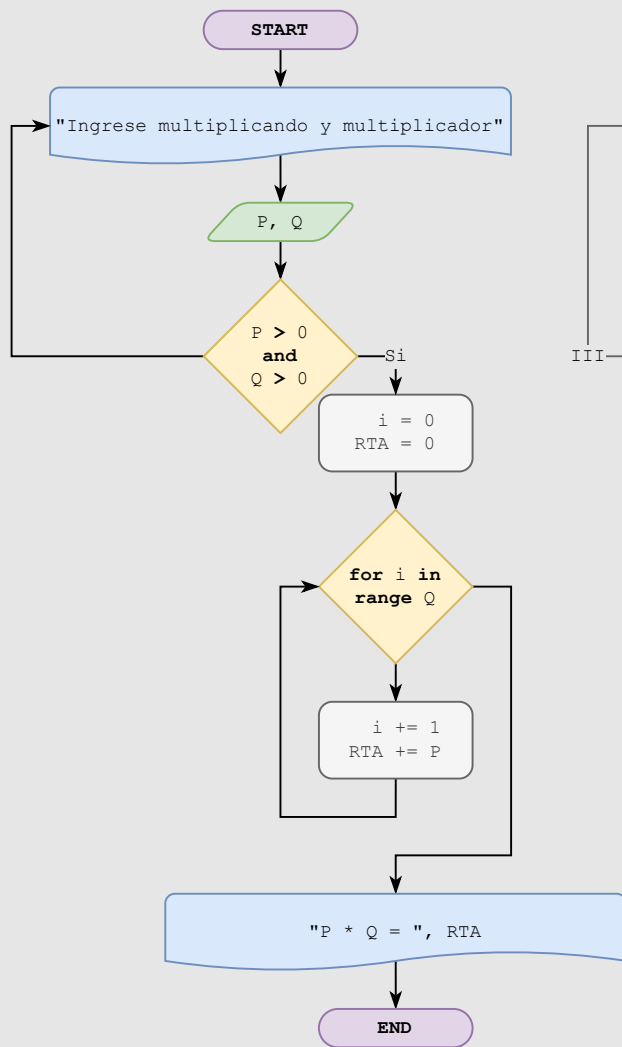 START
"Ingrese multiplicando y multiplicador"
P, Q
P > 0
and
Q > 0
Si
III
i = 0
RTA = 0
for i in
range Q
i += 1
RTA += P
"P * Q = ", RTA
END